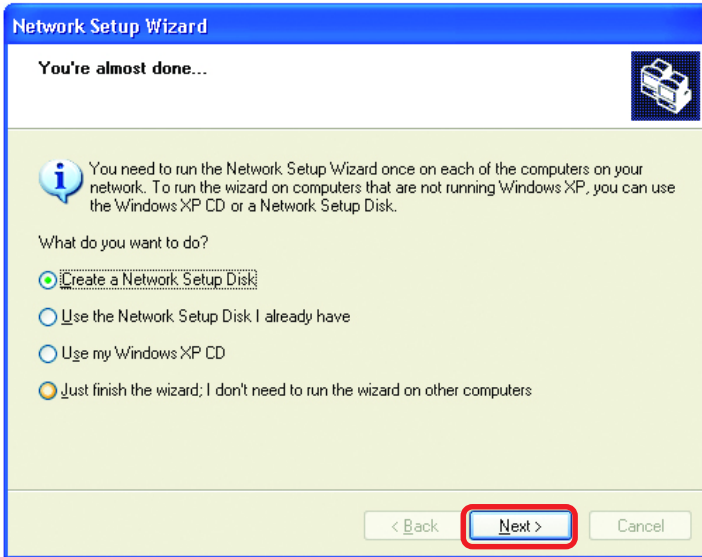 Network Setup Wizard
You're almost done...
You need to run the Network Setup Wizard once on each of the computers on your
network. To run the wizard on computers that are not running Windows XP, you can use
the Windows XP CD or a Network Setup Disk.
What do you want to do?
Create a Network Setup Disk
Use the Network Setup Disk I already have
Use my Windows XP CD
Just finish the wizard; I don't need to run the wizard on other computers
< Back Next > Cancel